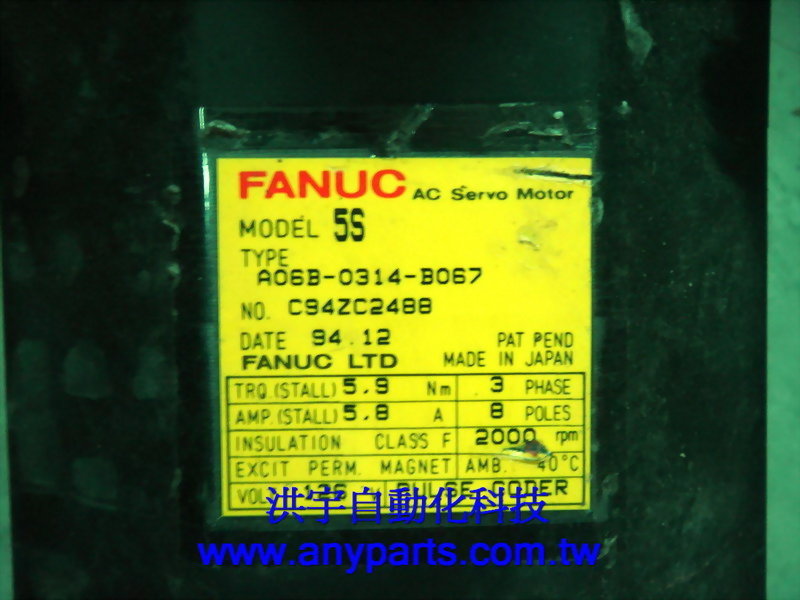 FANUC AC Servo Motor
MODEL 5S
TYPE
A06B-0314-B067
NO. C94ZC2488
DATE 94.12 PAT PEND
FANUC LTD MADE IN JAPAN
TRQ.(STALL) 5.9 Nm 3 PHASE
AMP.(STALL) 5.8 A 8 POLES
INSULATION CLASS F 2000 rpm
EXCIT PERM. MAGNET AMB. 40°C
PULSE CODER
洪宇自動化科技
www.anyparts.com.tw